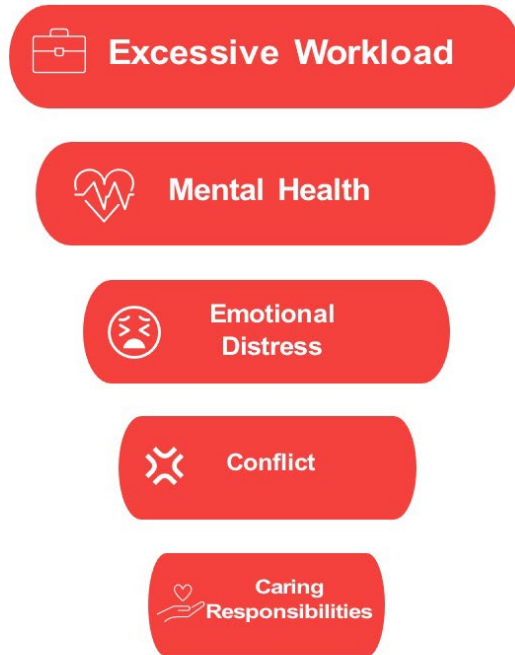 Excessive Workload
Mental Health
Emotional
Distress
Conflict
Caring
Responsibilities